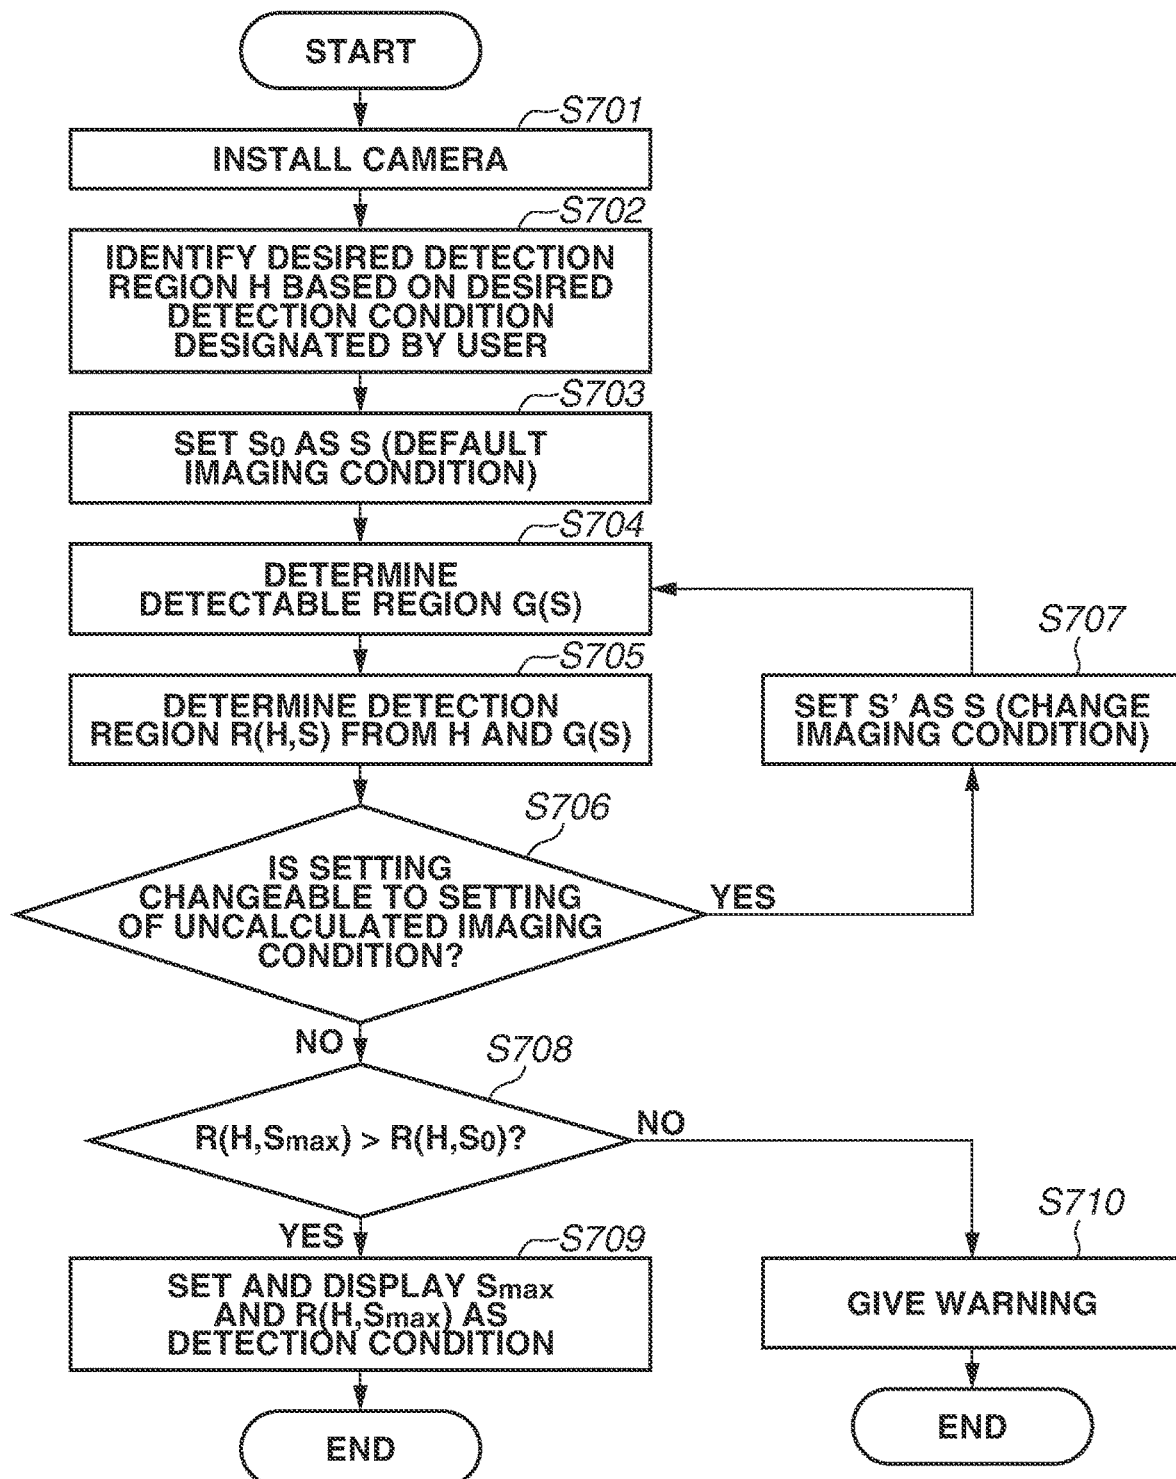 START
S701
INSTALL CAMERA
S702
IDENTIFY DESIRED DETECTION
REGION H BASED ON DESIRED
DETECTION CONDITION
DESIGNATED BY USER
S703
SET S0 AS S (DEFAULT
IMAGING CONDITION)
S704
DETERMINE
DETECTABLE REGION G(S)
S705
DETERMINE DETECTION
REGION R(H,S) FROM H AND G(S)
S707
SET S' AS S (CHANGE
IMAGING CONDITION)
S706
IS SETTING
CHANGEABLE TO SETTING
OF UNCALCULATED IMAGING
CONDITION?
YES
NO
S708
R(H,Smax) > R(H,S0)?
NO
YES
S709
SET AND DISPLAY Smax
AND R(H,Smax) AS
DETECTION CONDITION
S710
GIVE WARNING
END
END